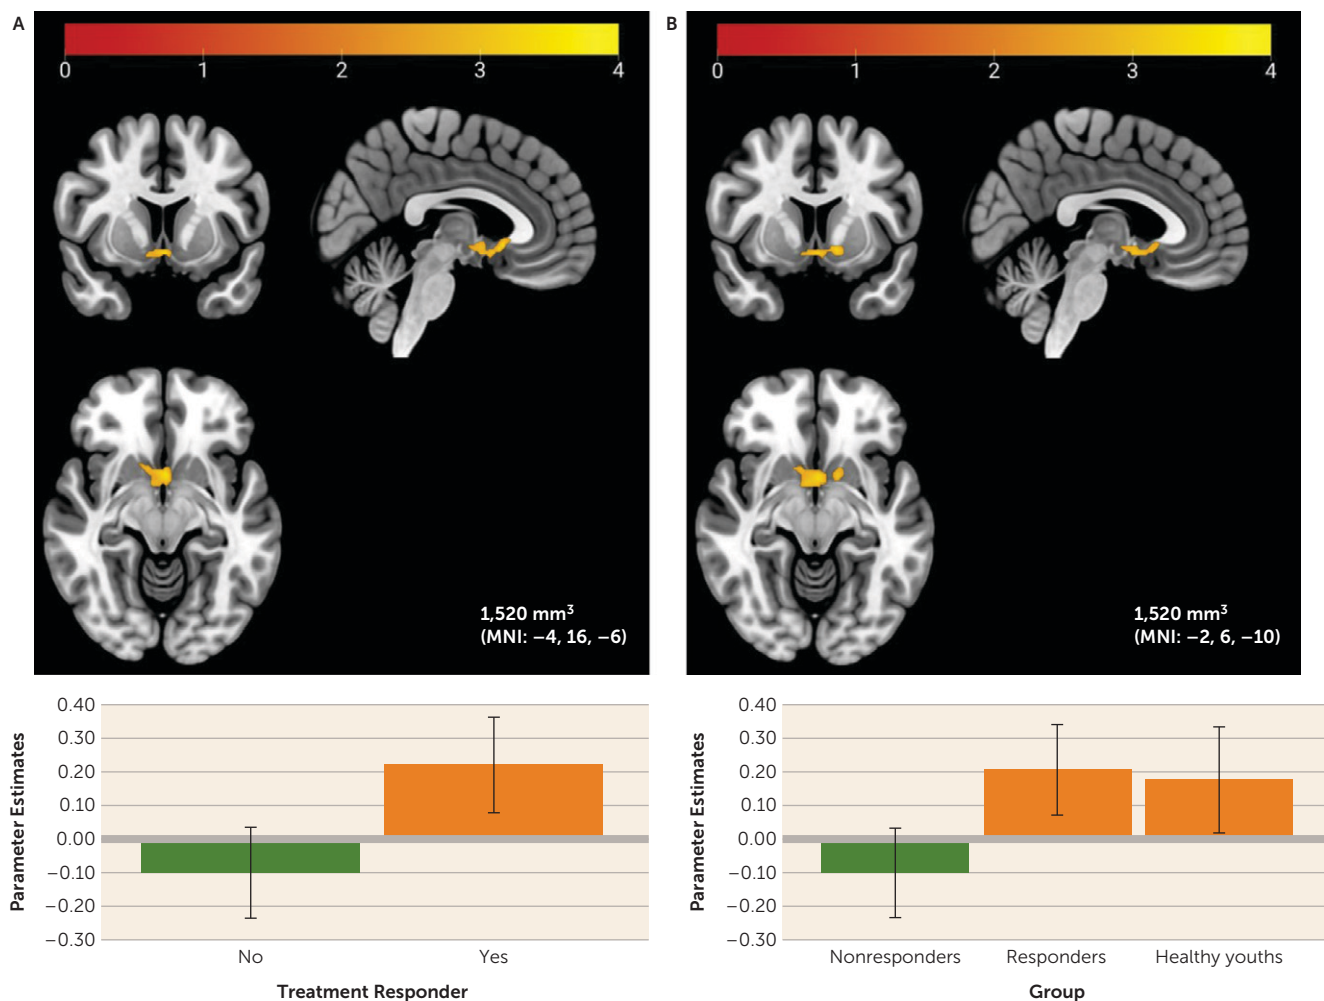 A
0 1 2 3 4
1,520 mm³
(MNI: −4, 16, −6)
Parameter Estimates
0.40
0.30
0.20
0.10
0.00
−0.10
−0.20
−0.30
No Yes
Treatment Responder
B
0 1 2 3 4
1,520 mm³
(MNI: −2, 6, −10)
Parameter Estimates
0.40
0.30
0.20
0.10
0.00
−0.10
−0.20
−0.30
Nonresponders Responders Healthy youths
Group